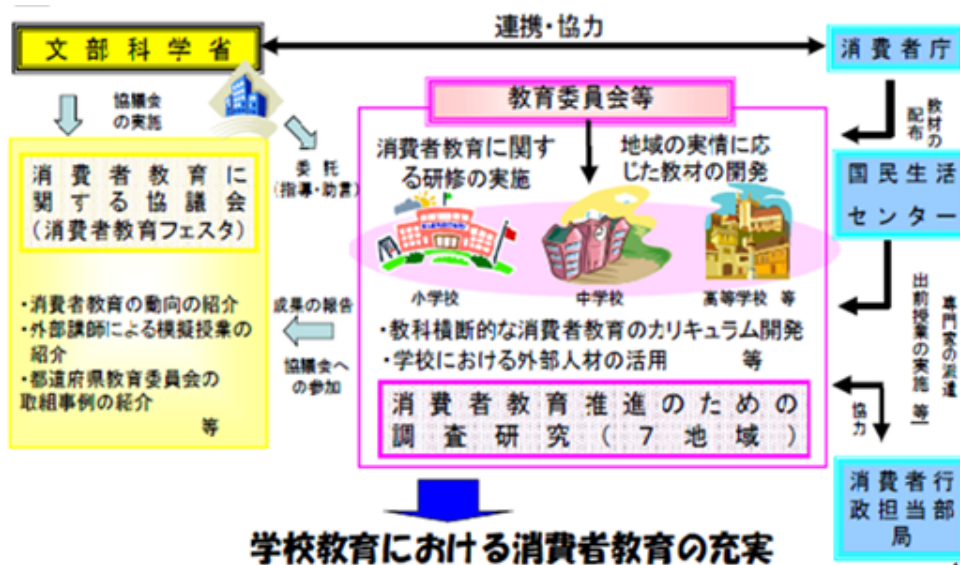 連携・協力
文部科学省
消費者庁
協議会
の実施
委託
(指導・助言)
教育委員会等
教材の
配布
消費者教育に関す
る研修の実施
地域の実情に応
じた教材の開発
消費者教育に
関する協議会
(消費者教育フェスタ)
国民生活
センター
小学校
中学校
高等学校 等
・消費者教育の動向の紹介
・外部講師による模擬授業の
紹介
・都道府県教育委員会の
取組事例の紹介
等
成果の報告
協議会へ
の参加
・教科横断的な消費者教育のカリキュラム開発
・学校における外部人材の活用 等
専門家の派遣
出前授業の実施 等
消費者教育推進のための
調査研究(7地域)
協力
消費者行
政担当部
局
学校教育における消費者教育の充実